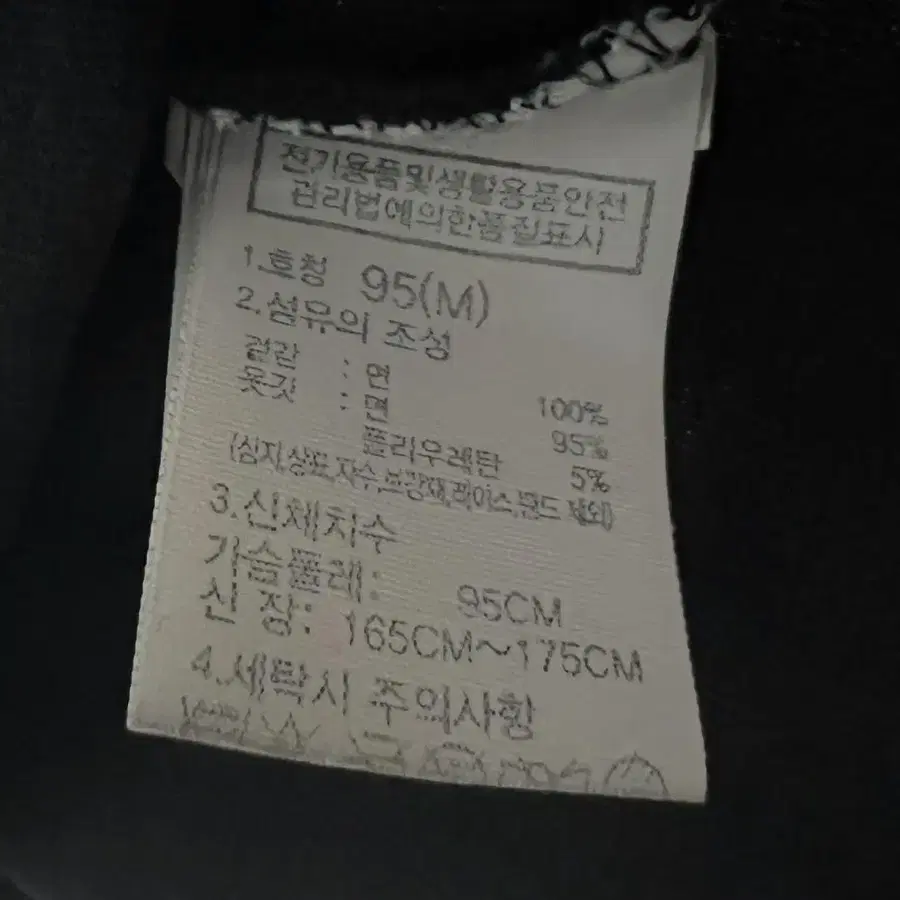 전기용품및생활용품안전
관리법에의한품질표시
1.호칭 95(M)
2.섬유의 조성
겉감 : 면 100%
목깃 : 면 95%
폴리우레탄 5%
(심지,상표,자수,보강재,레이스,밴드 제외)
3.신체치수
가슴둘레: 95CM
신 장: 165CM~175CM
4.세탁시 주의사항